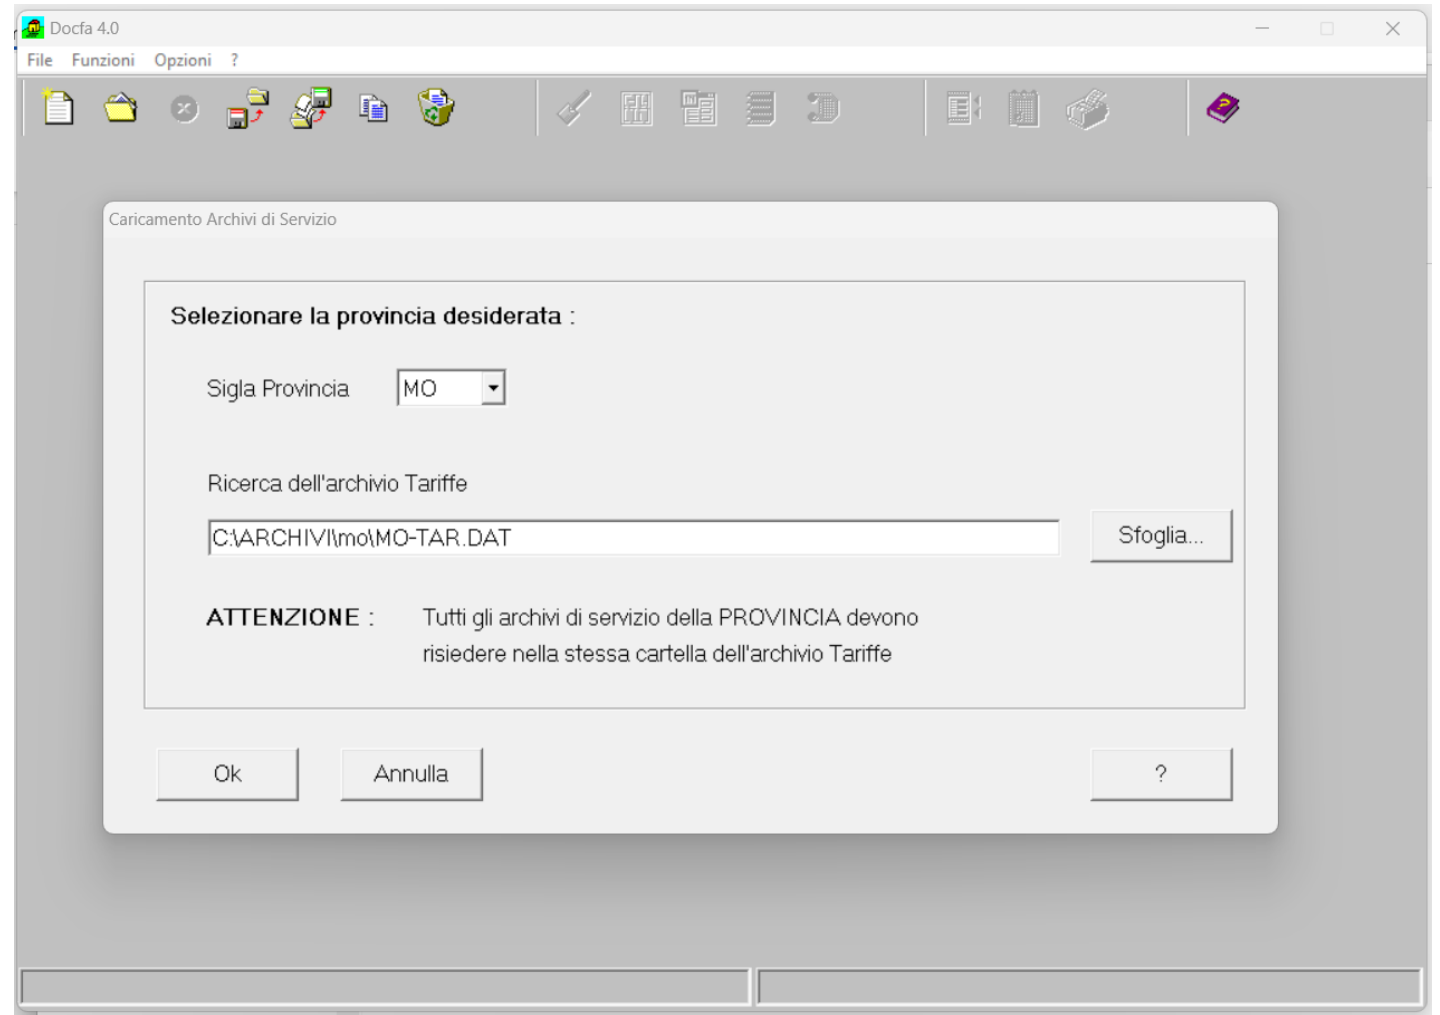 Docfa 4.0
File Funzioni Opzioni ?
Caricamento Archivi di Servizio
Selezionare la provincia desiderata :
Sigla Provincia MO
Ricerca dell'archivio Tariffe
C:\ARCHIVI\mo\MO-TAR.DAT Sfoglia...
ATTENZIONE : Tutti gli archivi di servizio della PROVINCIA devono
risiedere nella stessa cartella dell'archivio Tariffe
Ok Annulla ?